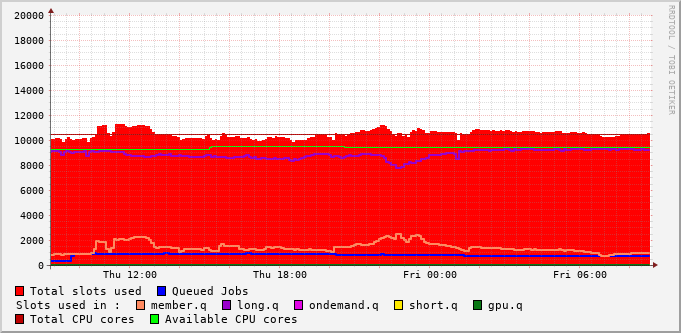 20000
18000
16000
14000
12000
10000
8000
6000
4000
2000
0
Thu 12:00 Thu 18:00 Fri 00:00 Fri 06:00
RRDTOOL / TOBI OETIKER
Total slots used Queued Jobs
Slots used in : member.q long.q ondemand.q short.q gpu.q
Total CPU cores Available CPU cores